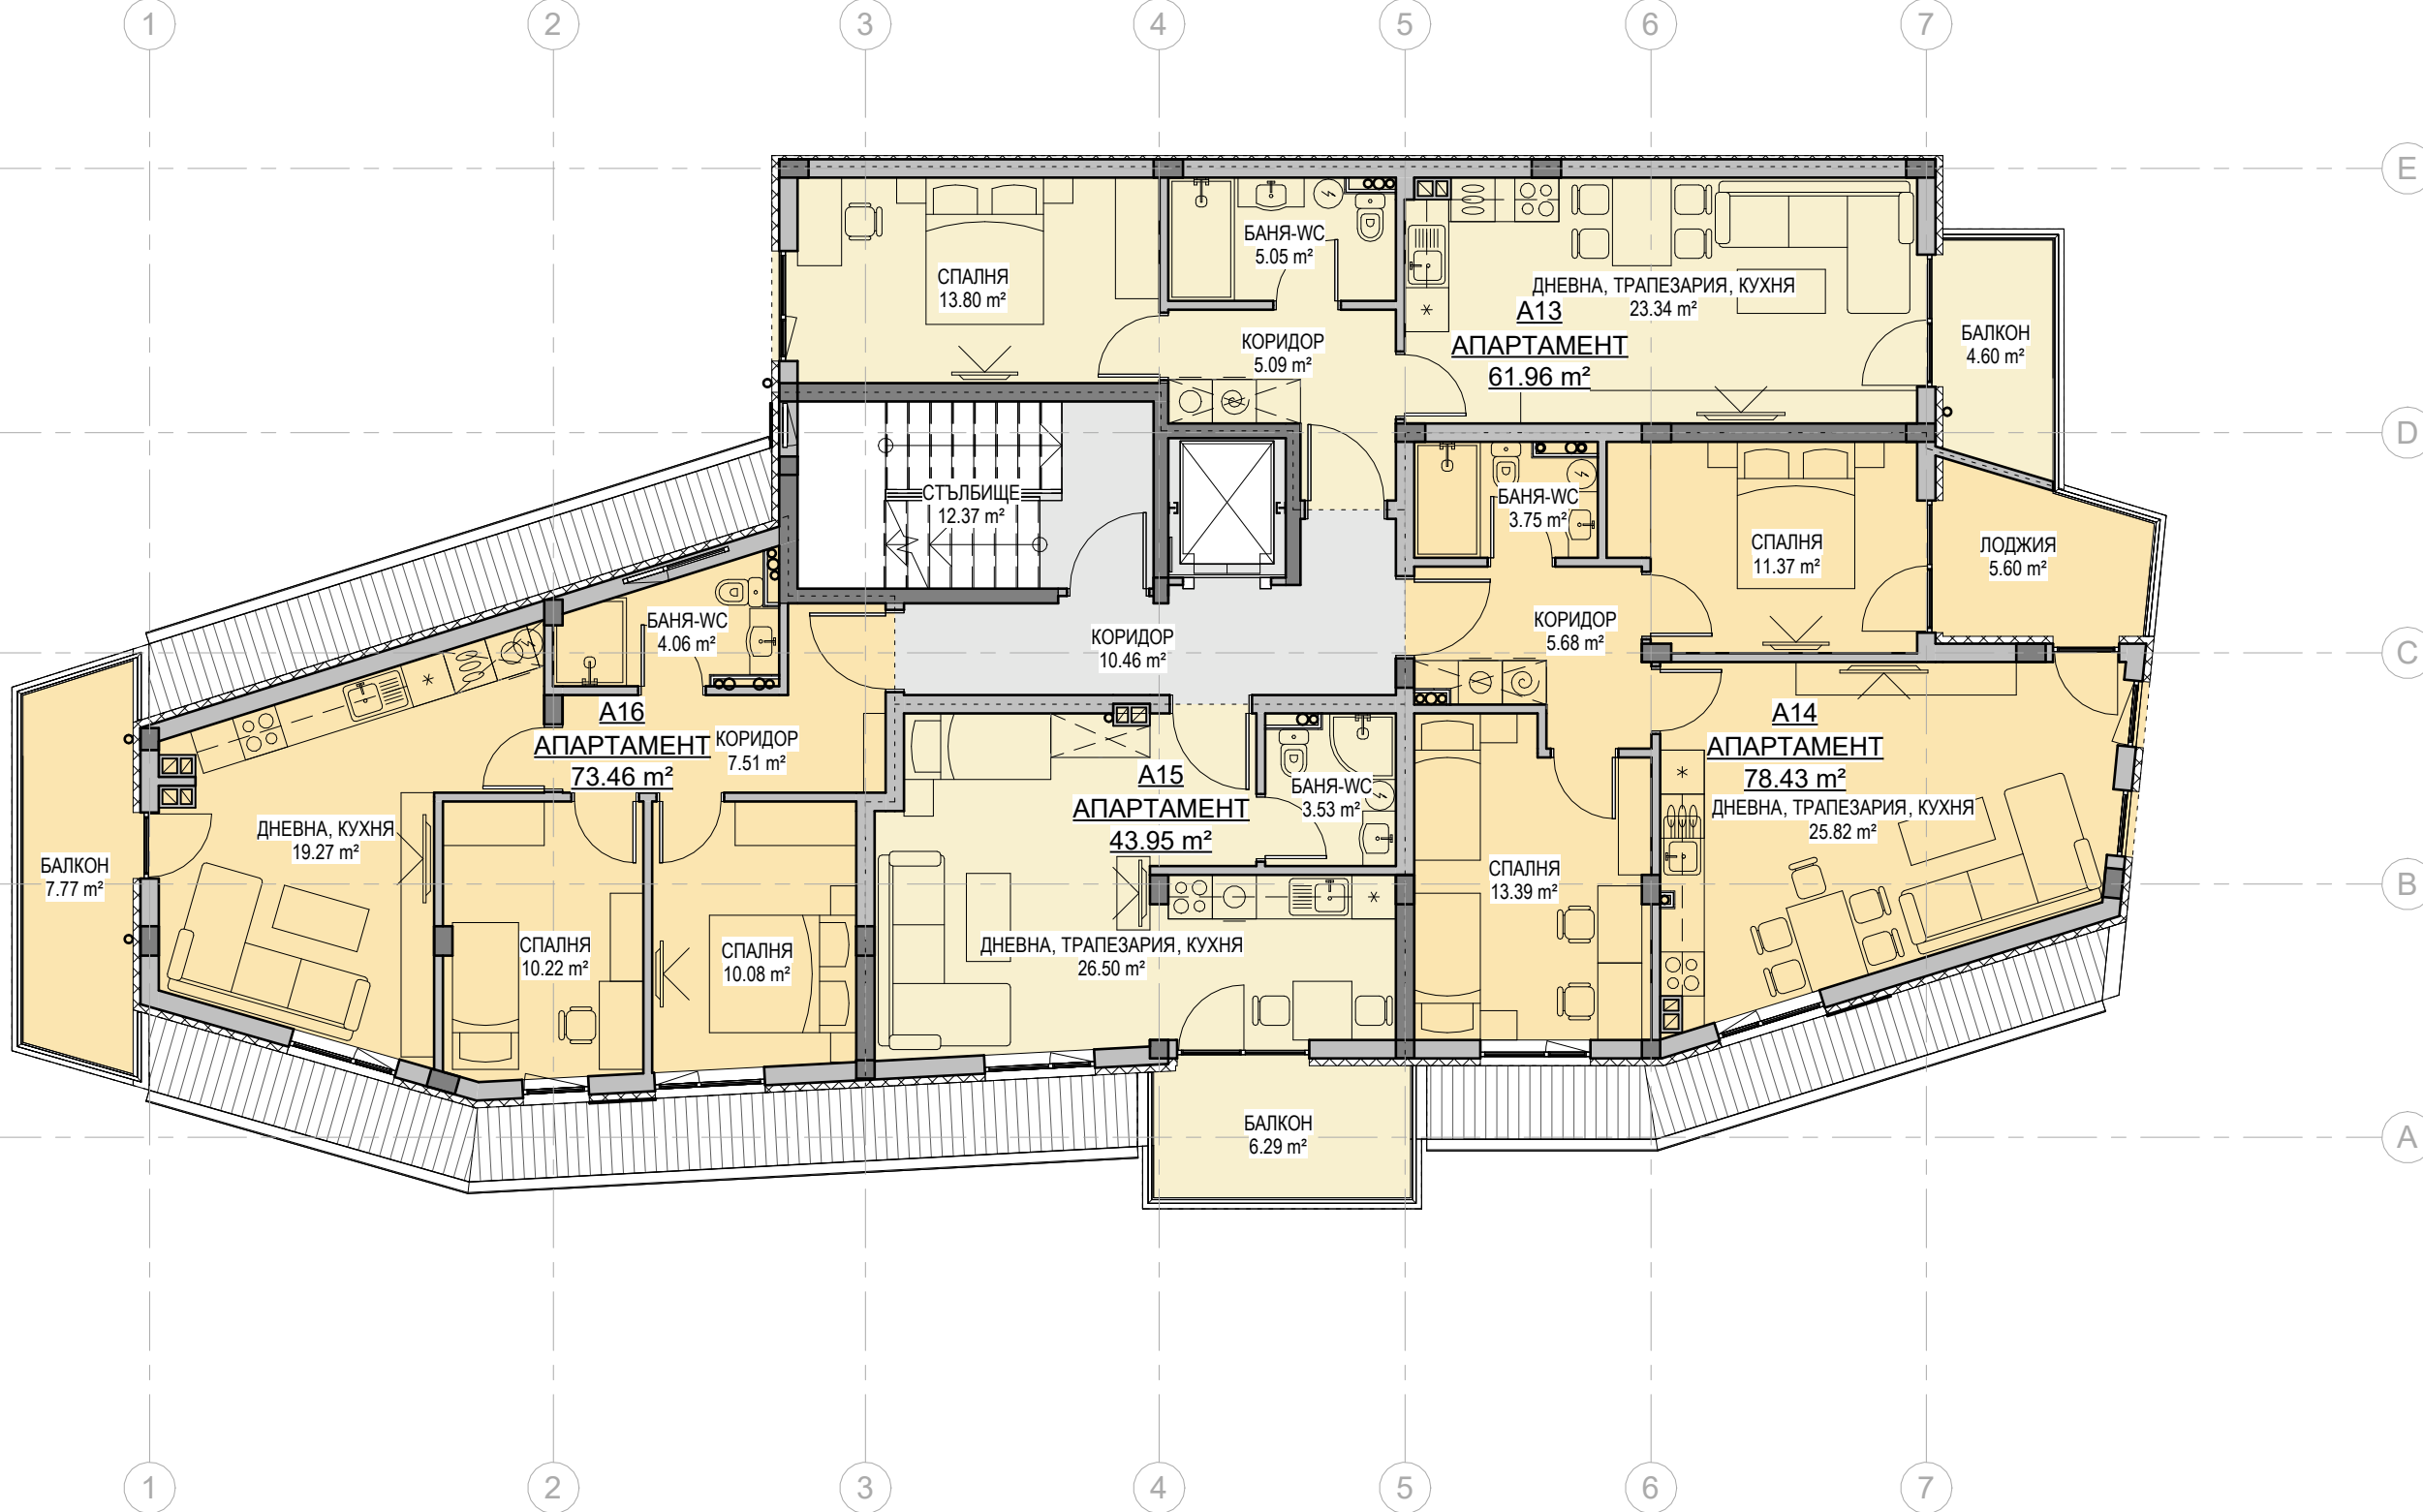 1
2
3
4
5
6
7
E
D
C
B
A
СПАЛНЯ
13.80 m²
БАНЯ-WC
5.05 m²
КОРИДОР
5.09 m²
ДНЕВНА, ТРАПЕЗАРИЯ, КУХНЯ
23.34 m²
A13
АПАРТАМЕНТ
61.96 m²
БАЛКОН
4.60 m²
СТЪЛБИЩЕ
12.37 m²
БАНЯ-WC
3.75 m²
СПАЛНЯ
11.37 m²
ЛОДЖИЯ
5.60 m²
БАНЯ-WC
4.06 m²
КОРИДОР
10.46 m²
КОРИДОР
5.68 m²
A16
АПАРТАМЕНТ
73.46 m²
КОРИДОР
7.51 m²
A15
АПАРТАМЕНТ
43.95 m²
БАНЯ-WC
3.53 m²
A14
АПАРТАМЕНТ
78.43 m²
ДНЕВНА, ТРАПЕЗАРИЯ, КУХНЯ
25.82 m²
ДНЕВНА, КУХНЯ
19.27 m²
БАЛКОН
7.77 m²
СПАЛНЯ
10.22 m²
СПАЛНЯ
10.08 m²
ДНЕВНА, ТРАПЕЗАРИЯ, КУХНЯ
26.50 m²
СПАЛНЯ
13.39 m²
БАЛКОН
6.29 m²
1
2
3
4
5
6
7